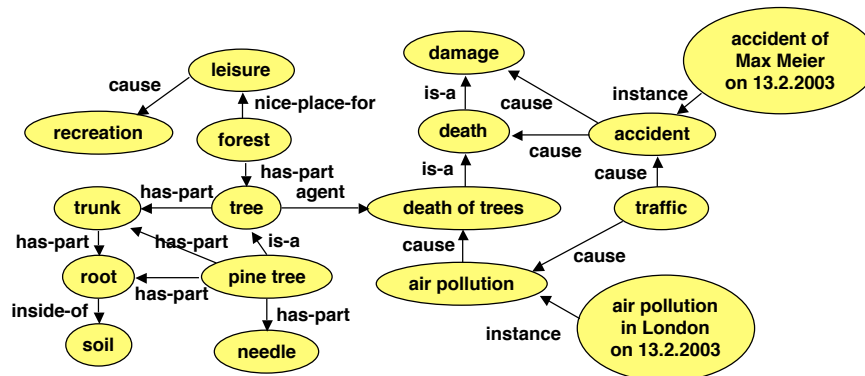 damage
accident of
Max Meier
on 13.2.2003
leisure
cause
is-a
cause
instance
nice-place-for
recreation
forest
death
cause
accident
has-part
is-a
cause
has-part
agent
trunk
tree
death of trees
traffic
has-part
has-part
is-a
cause
cause
root
has-part
pine tree
air pollution
inside-of
has-part
instance
air pollution
in London
on 13.2.2003
soil
needle